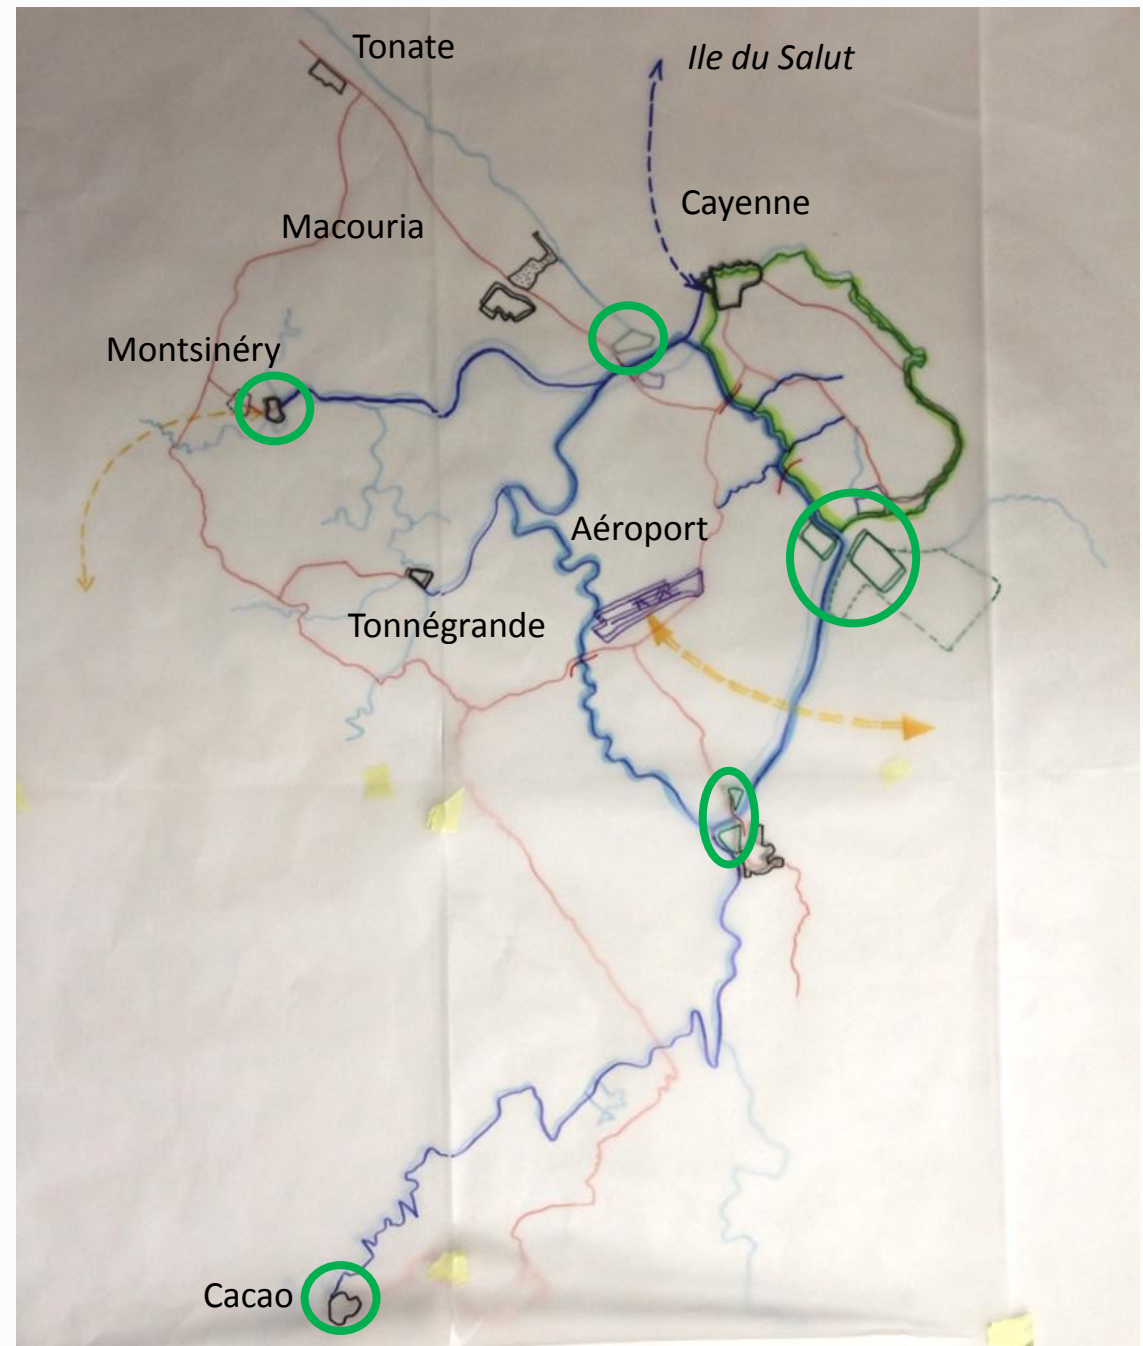 Tonate
Ile du Salut
Cayenne
Macouria
Montsinéry
Aéroport
Tonnégrande
Cacao